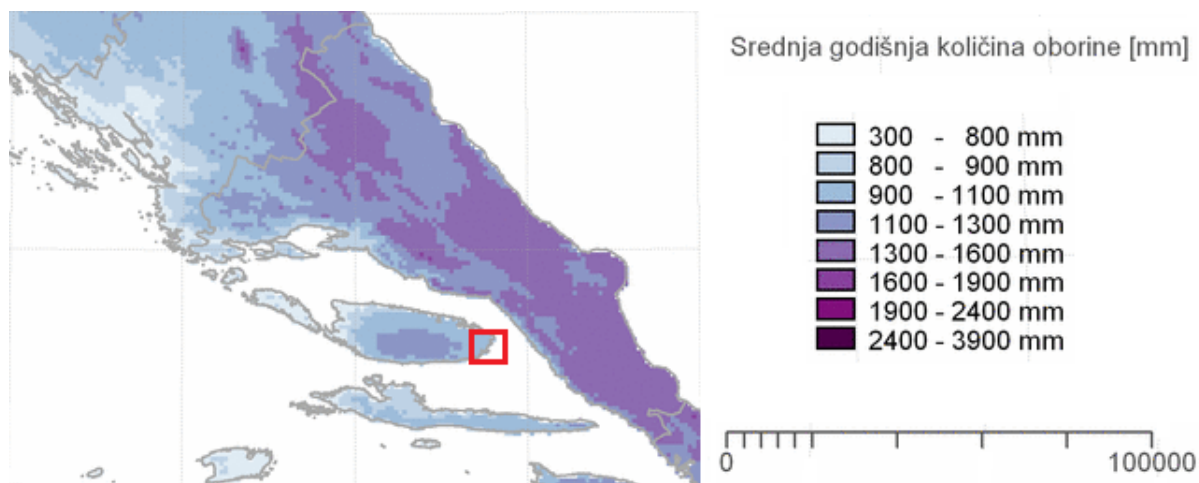 Srednja godišnja količina oborine [mm]
300 - 800 mm
800 - 900 mm
900 - 1100 mm
1100 - 1300 mm
1300 - 1600 mm
1600 - 1900 mm
1900 - 2400 mm
2400 - 3900 mm
0 100000